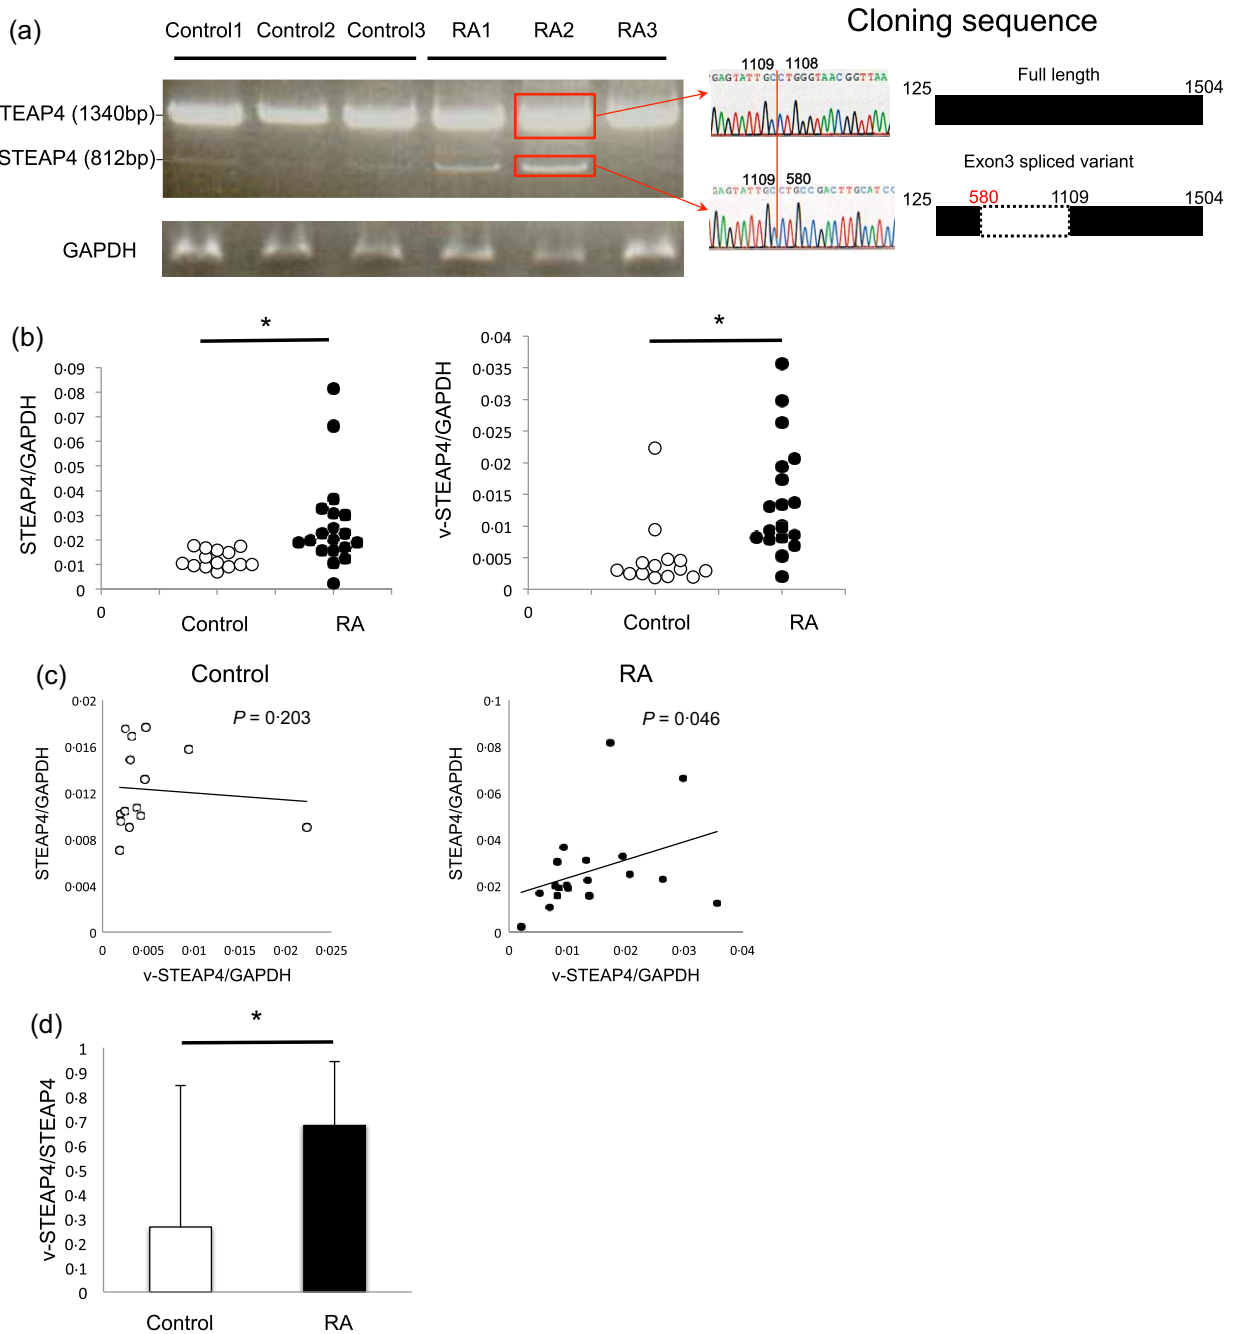 (a)
Control1 Control2 Control3 RA1 RA2 RA3
Cloning sequence
TEAP4 (1340bp)
STEAP4 (812bp)
GAPDH
1109 1108
GAGTATTGCCTGGGTAACGGTTAA
1109 580
GAGTATTGCCTGCCGACTTGCATCC
Full length
125 1504
Exon3 spliced variant
125 580 1109 1504
(b)
*
STEAP4/GAPDH
0·09
0·08
0·07
0·06
0·05
0·04
0·03
0·02
0·01
0
0
Control RA
*
v-STEAP4/GAPDH
0·04
0·035
0·03
0·025
0·02
0·015
0·01
0·005
0
0
Control RA
(c)
Control
P = 0·203
STEAP4/GAPDH
0·02
0·016
0·012
0·008
0·004
0
0 0·005 0·01 0·015 0·02 0·025
v-STEAP4/GAPDH
RA
P = 0·046
STEAP4/GAPDH
0·1
0·08
0·06
0·04
0·02
0
0 0·01 0·02 0·03 0·04
v-STEAP4/GAPDH
(d)
*
v-STEAP4/STEAP4
1
0·9
0·8
0·7
0·6
0·5
0·4
0·3
0·2
0·1
0
Control RA